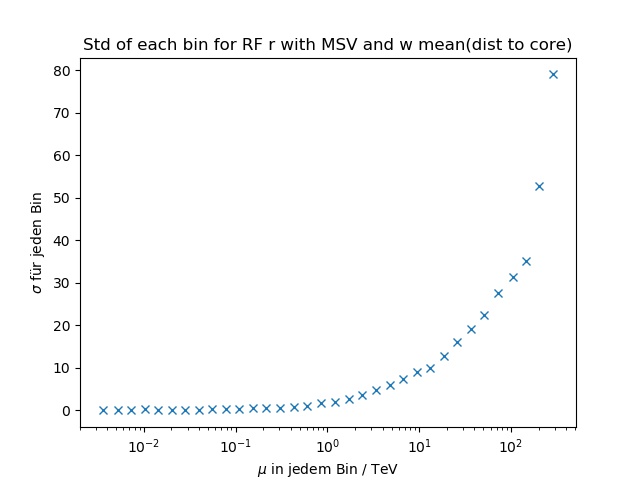 Std of each bin for RF r with MSV and w mean(dist to core)
80
70
60
50
40
30
20
10
0
σ für jeden Bin
10⁻² 10⁻¹ 10⁰ 10¹ 10²
μ in jedem Bin / TeV